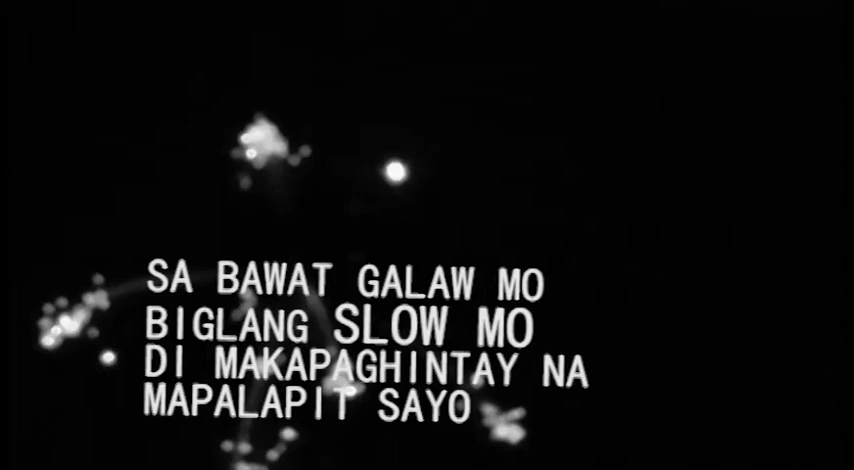 SA BAWAT GALAW MO
BIGLANG SLOW MO
DI MAKAPAGHINTAY NA
MAPALAPIT SAYO